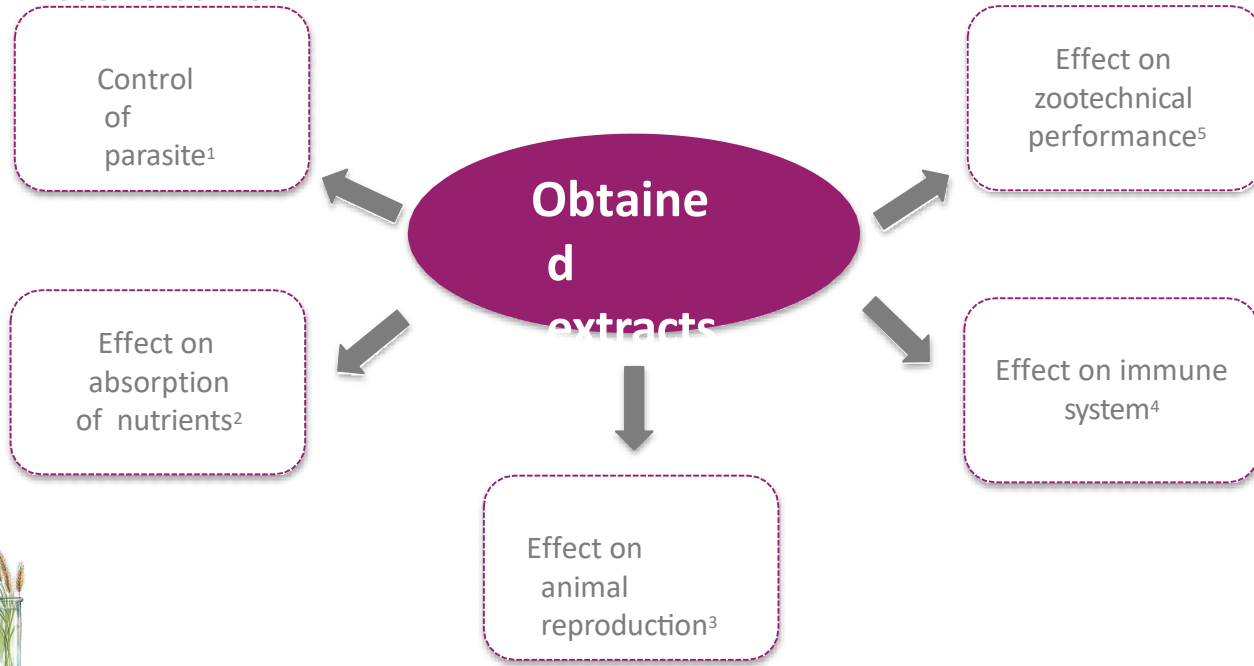 Control
of
parasite¹
Effect on
zootechnical
performance⁵
Obtaine
d
extracts
Effect on
absorption
of nutrients²
Effect on immune
system⁴
Effect on
animal
reproduction³